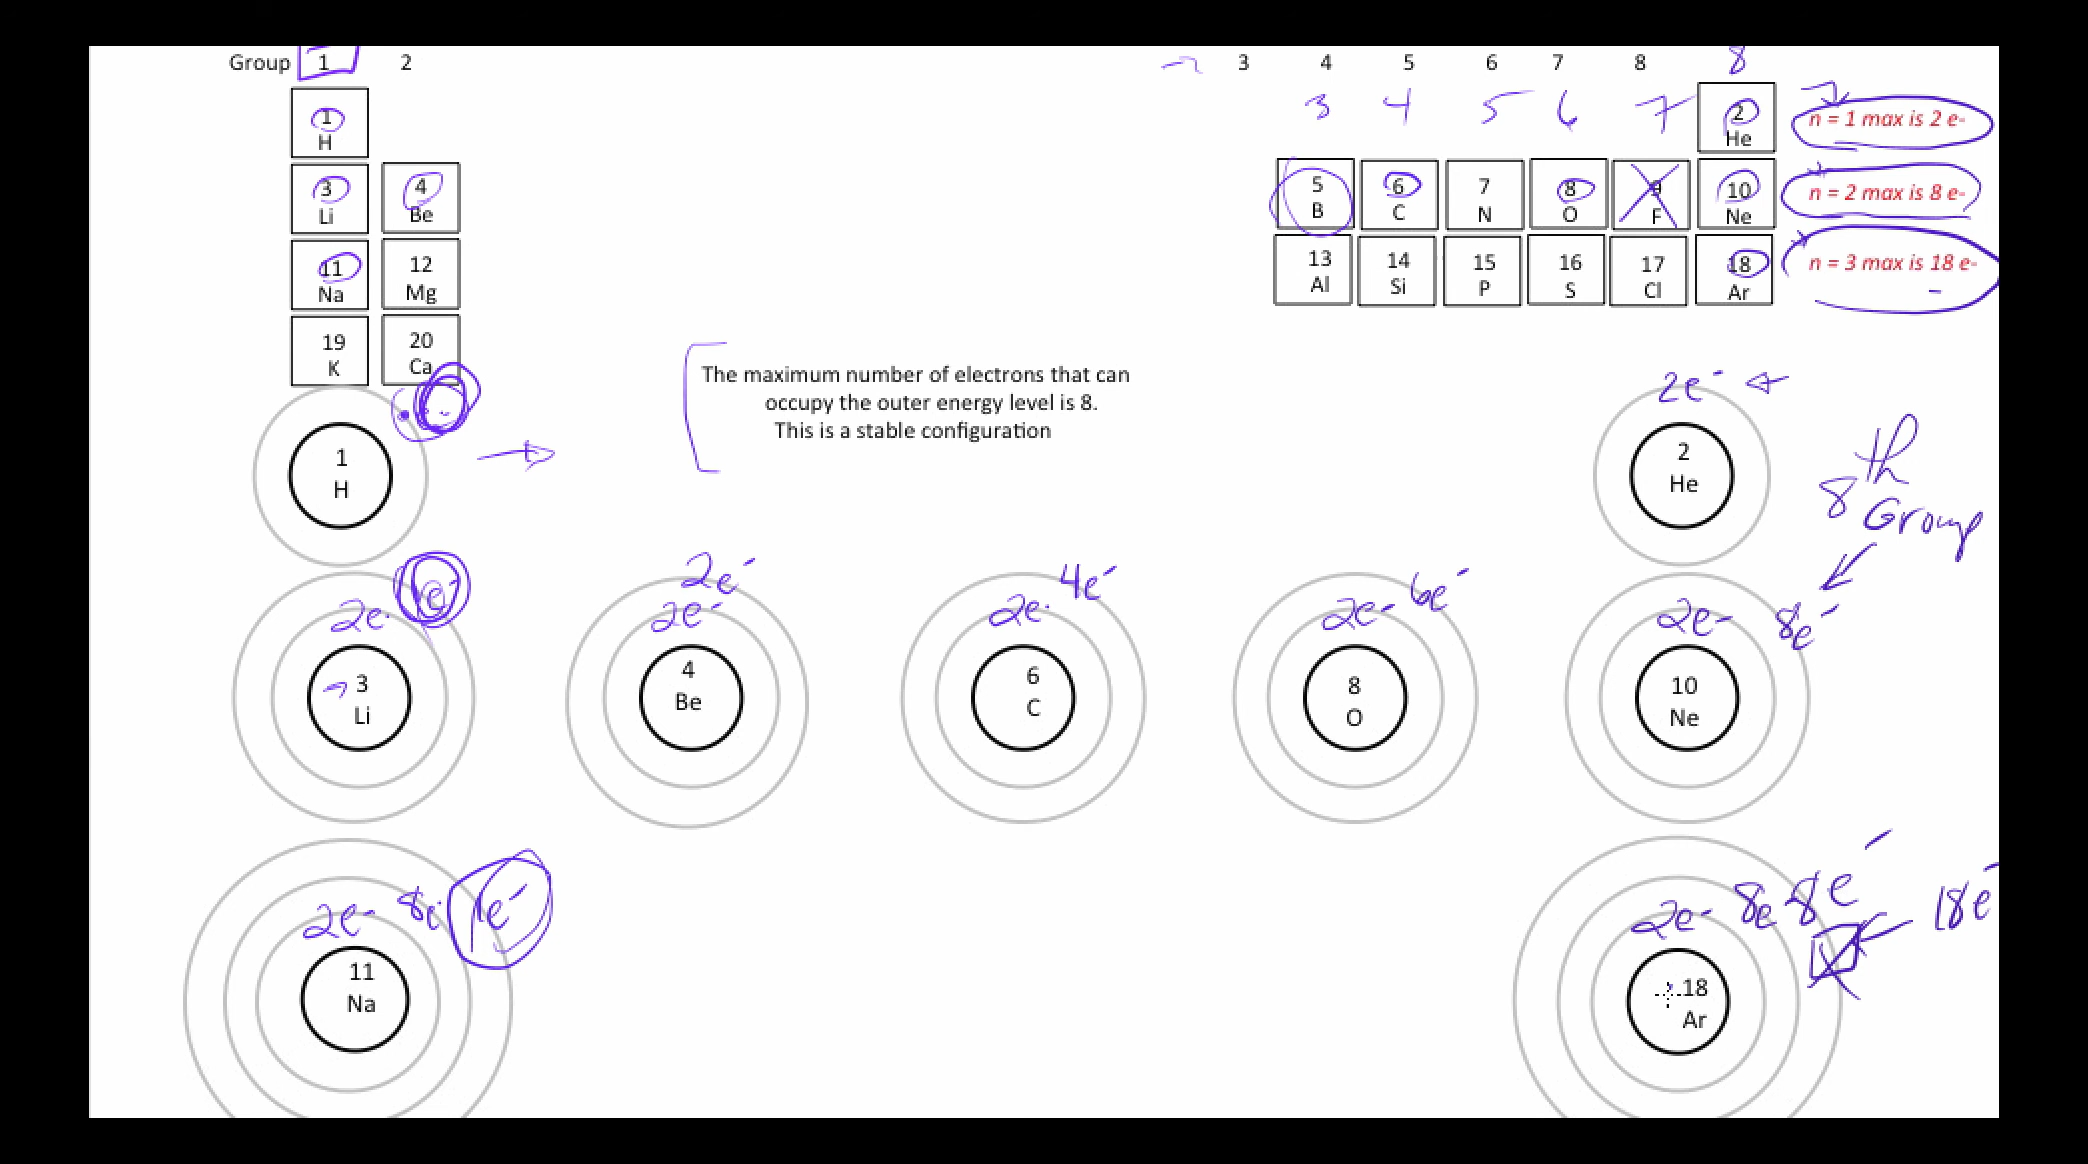 Group 1 2 3 4 5 6 7 8 8
3 4 5 6 7
1 2 n = 1 max is 2 e-
H He
3 4 5 6 7 8 9 10 n = 2 max is 8 e-
Li Be B C N O F Ne
11 12 13 14 15 16 17 18 n = 3 max is 18 e-
Na Mg Al Si P S Cl Ar
19 20
K Ca
The maximum number of electrons that can
occupy the outer energy level is 8.
This is a stable configuration
2e-
1 2
H He
8th
Group
2e- e- 2e- 2e- 2e- 4e- 2e- 6e- 2e- 8e-
3 4 6 8 10
Li Be C O Ne
2e- 8e- 1e- 2e- 8e 8e- 18e-
11 18
Na Ar